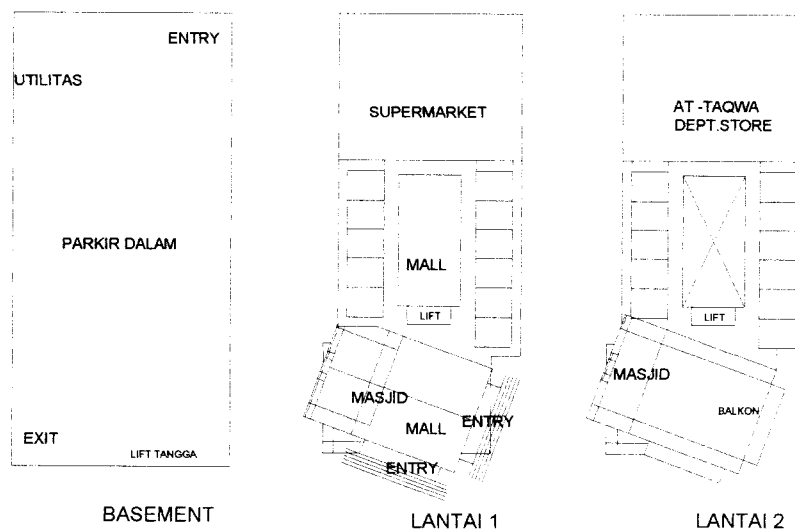 ENTRY
UTILITAS
PARKIR DALAM
EXIT
LIFT TANGGA
BASEMENT
SUPERMARKET
MALL
LIFT
MASJID
MALL
ENTRY
ENTRY
LANTAI 1
AT -TAQWA
DEPT.STORE
LIFT
MASJID
BALKON
LANTAI 2